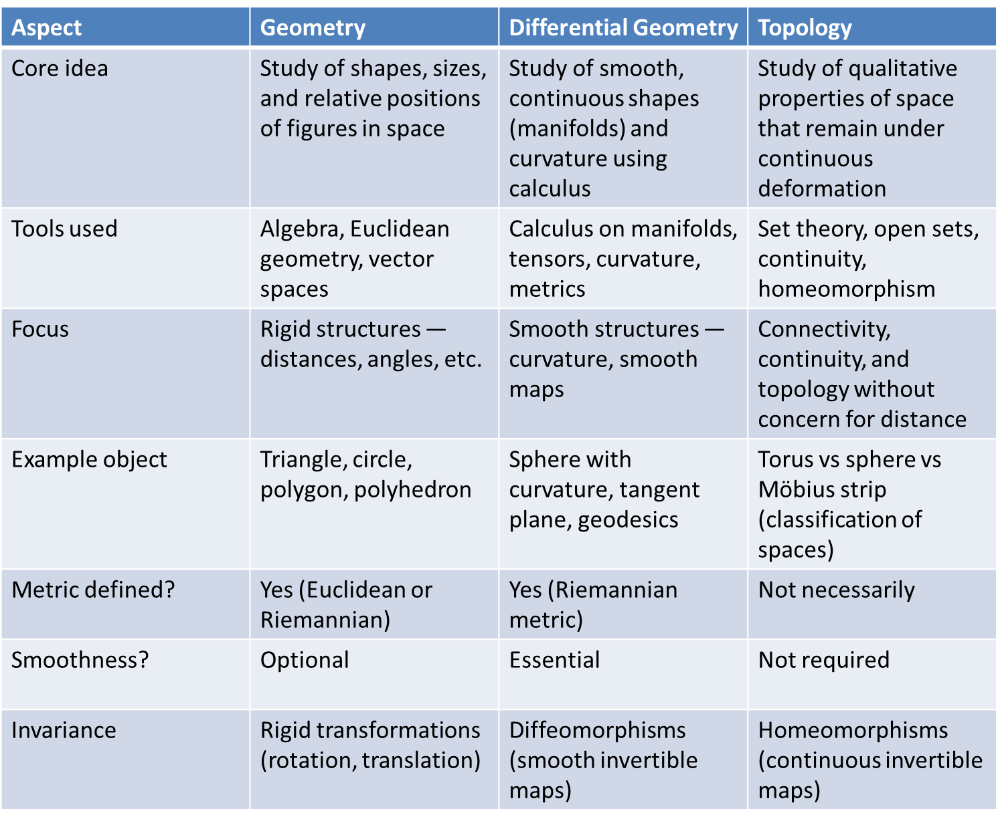 Aspect
Geometry
Differential Geometry
Topology
Core idea
Study of shapes, sizes,
and relative positions
of figures in space
Study of smooth,
continuous shapes
(manifolds) and
curvature using
calculus
Study of qualitative
properties of space
that remain under
continuous
deformation
Tools used
Algebra, Euclidean
geometry, vector
spaces
Calculus on manifolds,
tensors, curvature,
metrics
Set theory, open sets,
continuity,
homeomorphism
Focus
Rigid structures —
distances, angles, etc.
Smooth structures —
curvature, smooth
maps
Connectivity,
continuity, and
topology without
concern for distance
Example object
Triangle, circle,
polygon, polyhedron
Sphere with
curvature, tangent
plane, geodesics
Torus vs sphere vs
Möbius strip
(classification of
spaces)
Metric defined?
Yes (Euclidean or
Riemannian)
Yes (Riemannian
metric)
Not necessarily
Smoothness?
Optional
Essential
Not required
Invariance
Rigid transformations
(rotation, translation)
Diffeomorphisms
(smooth invertible
maps)
Homeomorphisms
(continuous invertible
maps)